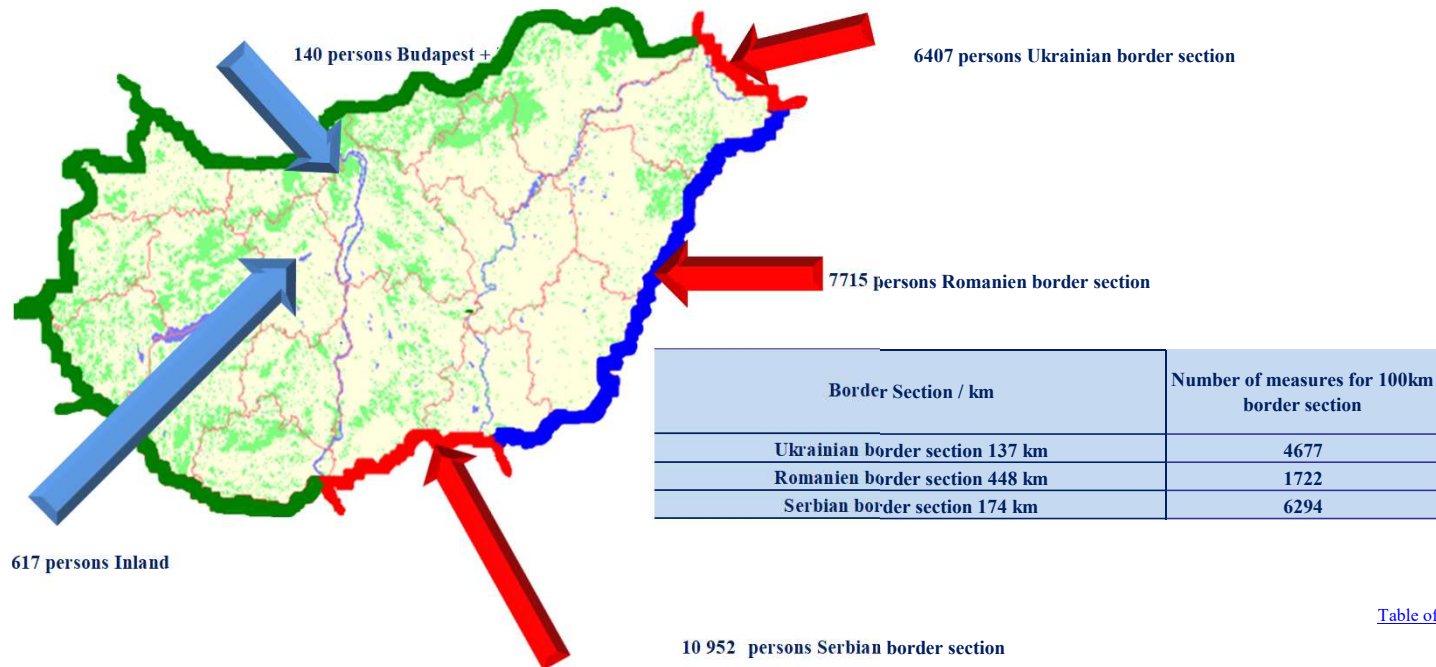 140 persons Budapest +
6407 persons Ukrainian border section
7715 persons Romanien border section
Border Section / km
Number of measures for 100km
border section
Ukrainian border section 137 km 4677
Romanien border section 448 km 1722
Serbian border section 174 km 6294
617 persons Inland
Table of
10 952 persons Serbian border section